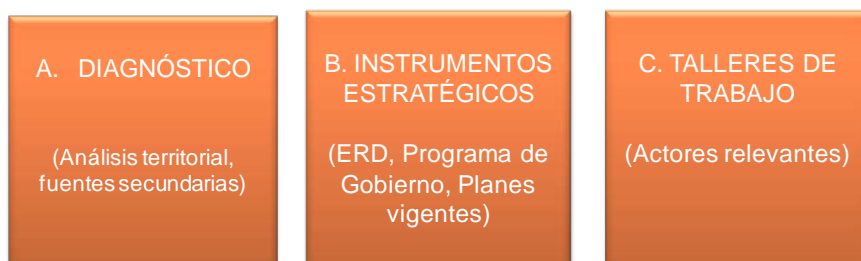 A. DIAGNÓSTICO
(Análisis territorial,
fuentes secundarias)
B. INSTRUMENTOS
ESTRATÉGICOS
(ERD, Programa de
Gobierno, Planes
vigentes)
C. TALLERES DE
TRABAJO
(Actores relevantes)